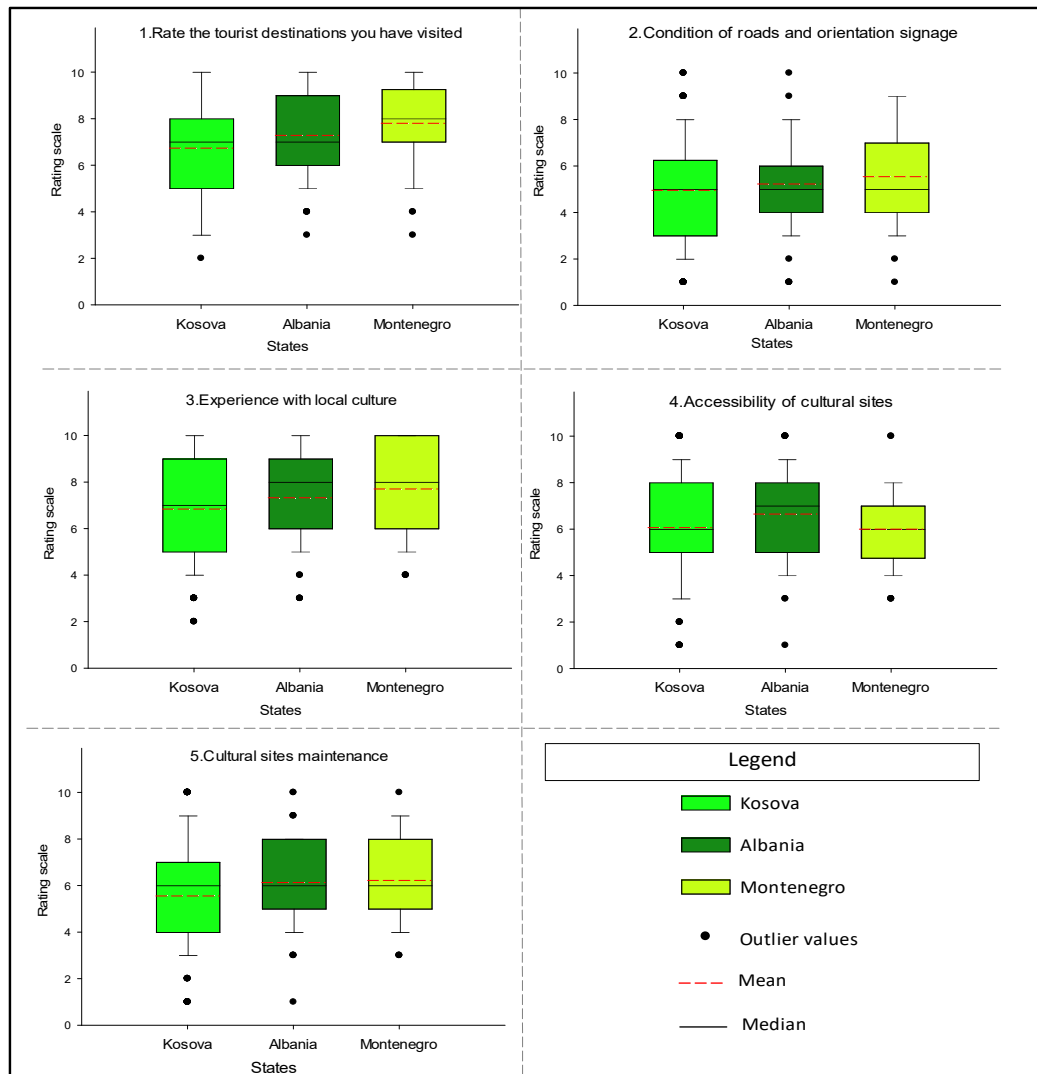 1.Rate the tourist destinations you have visited
Rating scale
10
8
6
4
2
0
Kosova Albania Montenegro
States
2.Condition of roads and orientation signage
Rating scale
10
8
6
4
2
0
Kosova Albania Montenegro
States
3.Experience with local culture
Rating scale
10
8
6
4
2
0
Kosova Albania Montenegro
States
4.Accessibility of cultural sites
Rating scale
10
8
6
4
2
0
Kosova Albania Montenegro
States
5.Cultural sites maintenance
Rating scale
10
8
6
4
2
0
Kosova Albania Montenegro
States
Legend
Kosova
Albania
Montenegro
Outlier values
Mean
Median